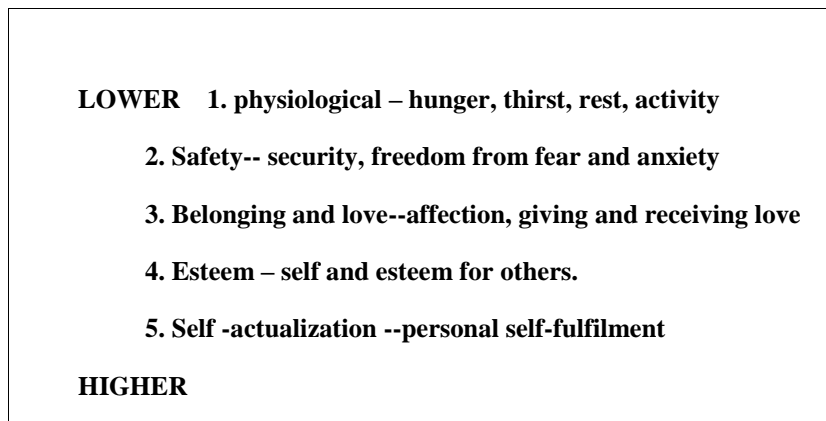 LOWER 1. physiological – hunger, thirst, rest, activity
2. Safety-- security, freedom from fear and anxiety
3. Belonging and love--affection, giving and receiving love
4. Esteem – self and esteem for others.
5. Self -actualization --personal self-fulfilment
HIGHER